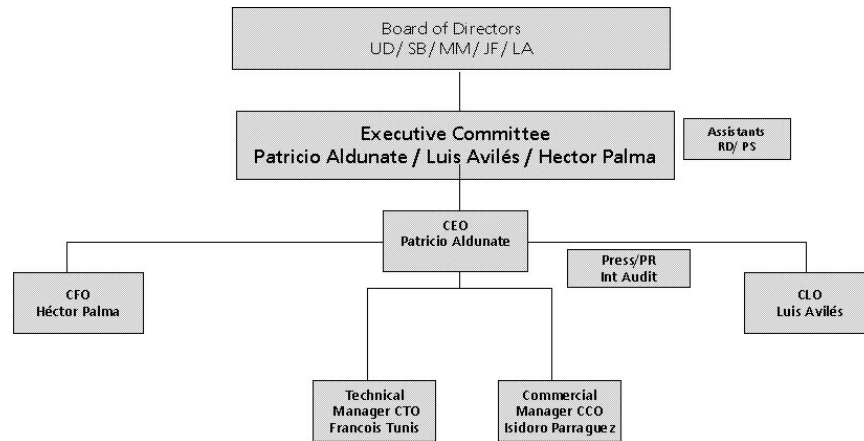 Board of Directors
UD/ SB/ MM/ JF/ LA
Executive Committee
Patricio Aldunate / Luis Avilés / Hector Palma
Assistants
RD/ PS
CEO
Patricio Aldunate
Press/PR
Int Audit
CFO
Héctor Palma
CLO
Luis Avilés
Technical
Manager CTO
Francois Tunis
Commercial
Manager CCO
Isidoro Parraguez